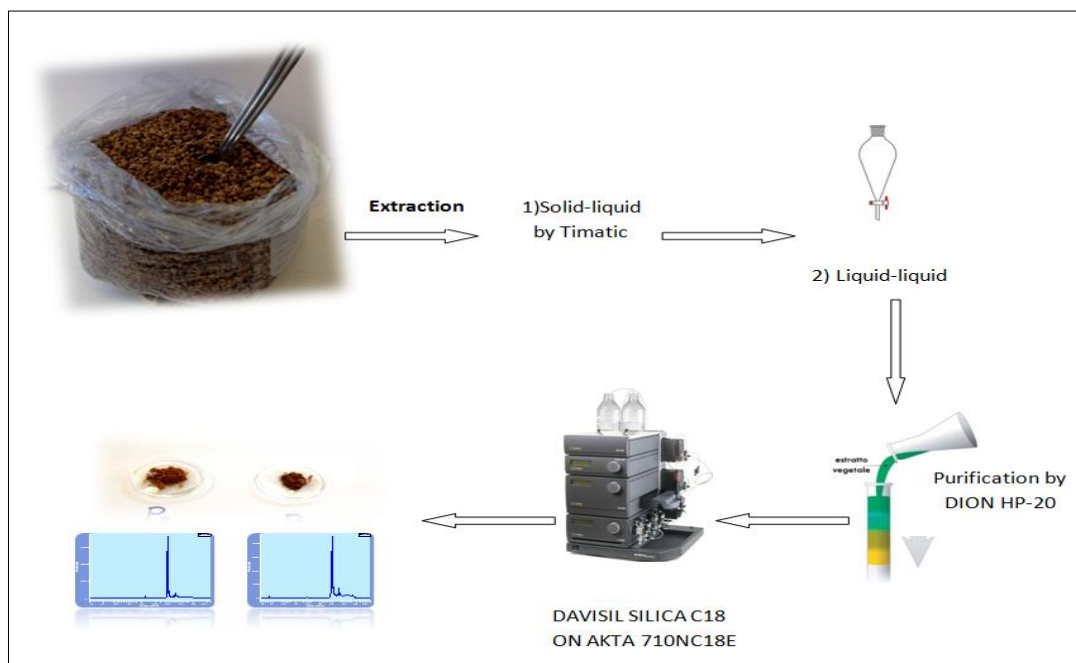 Extraction
1)Solid-liquid
by Timatic
2) Liquid-liquid
estratto
vegetale
Purification by
DION HP-20
DAVISIL SILICA C18
ON AKTA 710NC18E